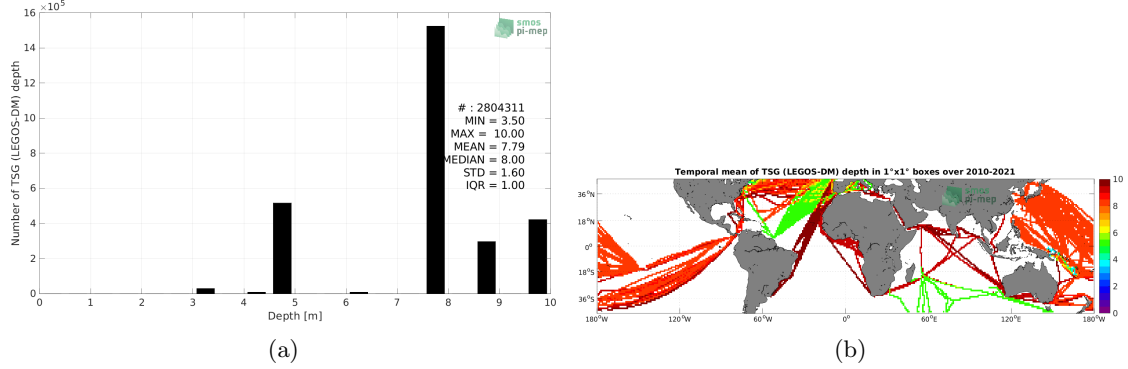 ×10⁵
16
14
12
10
8
6
4
2
0
Number of TSG (LEGOS-DM) depth
smos
pi-mep
# : 2804311
MIN = 3.50
MAX = 10.00
MEAN = 7.79
MEDIAN = 8.00
STD = 1.60
IQR = 1.00
0 1 2 3 4 5 6 7 8 9 10
Depth [m]
(a)
Temporal mean of TSG (LEGOS-DM) depth in 1°x1° boxes over 2010-2021
smos
pi-mep
36°N
18°N
0°
18°S
36°S
180°W 120°W 60°W 0° 60°E 120°E 180°E
10
8
6
4
2
0
(b)